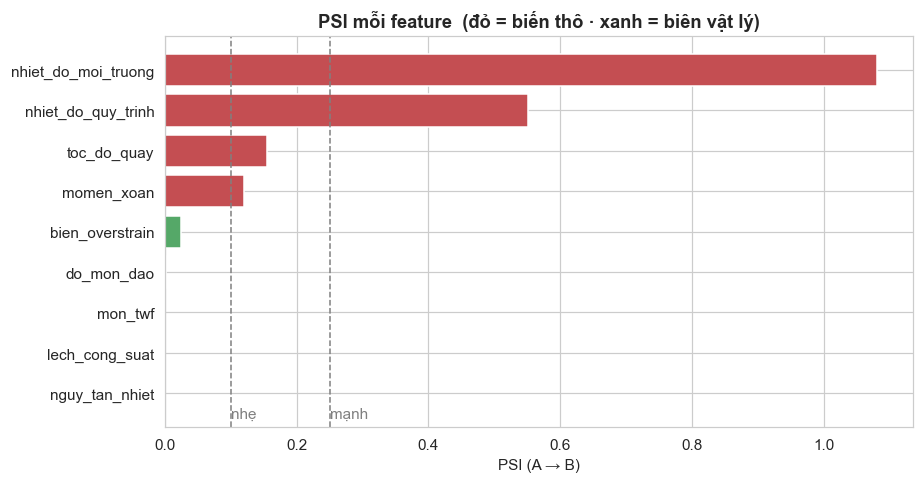 PSI mỗi feature  (đỏ = biến thô · xanh = biên vật lý)
nhiet_do_moi_truong
nhiet_do_quy_trinh
toc_do_quay
momen_xoan
bien_overstrain
do_mon_dao
mon_twf
lech_cong_suat
nguy_tan_nhiet
nhẹ
mạnh
0.0 0.2 0.4 0.6 0.8 1.0
PSI (A → B)